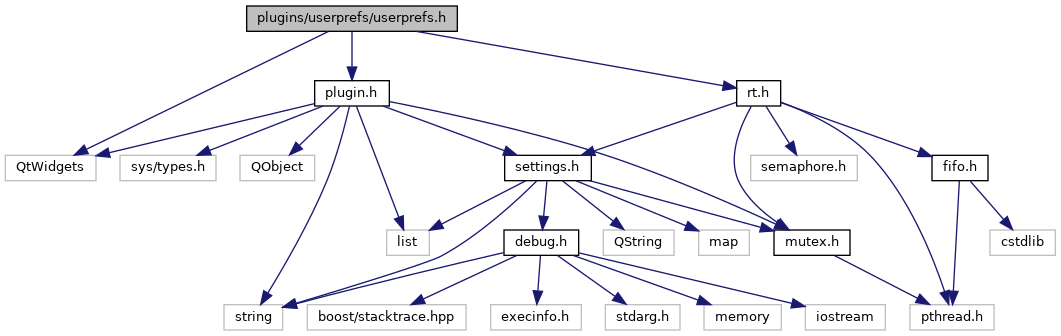 plugins/userprefs/userprefs.h
plugin.h
rt.h
QtWidgets
sys/types.h
QObject
settings.h
semaphore.h
fifo.h
list
debug.h
QString
map
mutex.h
cstdlib
string
boost/stacktrace.hpp
execinfo.h
stdarg.h
memory
iostream
pthread.h